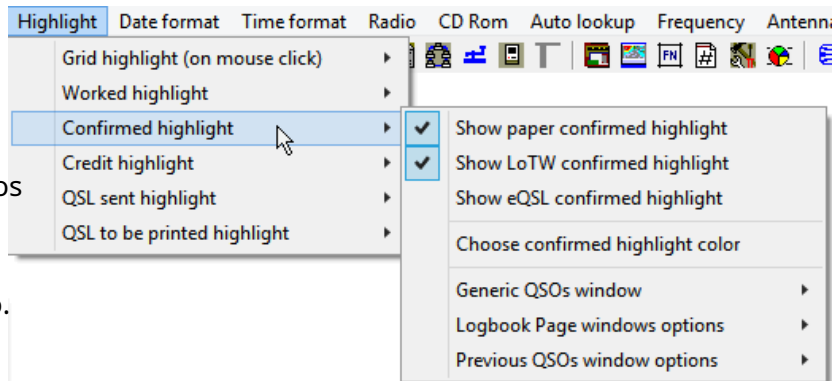 Highlight Date format Time format Radio CD Rom Auto lookup Frequency Antenna
FN
Grid highlight (on mouse click)
Worked highlight
Confirmed highlight
Credit highlight
QSL sent highlight
QSL to be printed highlight
Show paper confirmed highlight
Show LoTW confirmed highlight
Show eQSL confirmed highlight
Choose confirmed highlight color
Generic QSOs window
Logbook Page windows options
Previous QSOs window options
os
.